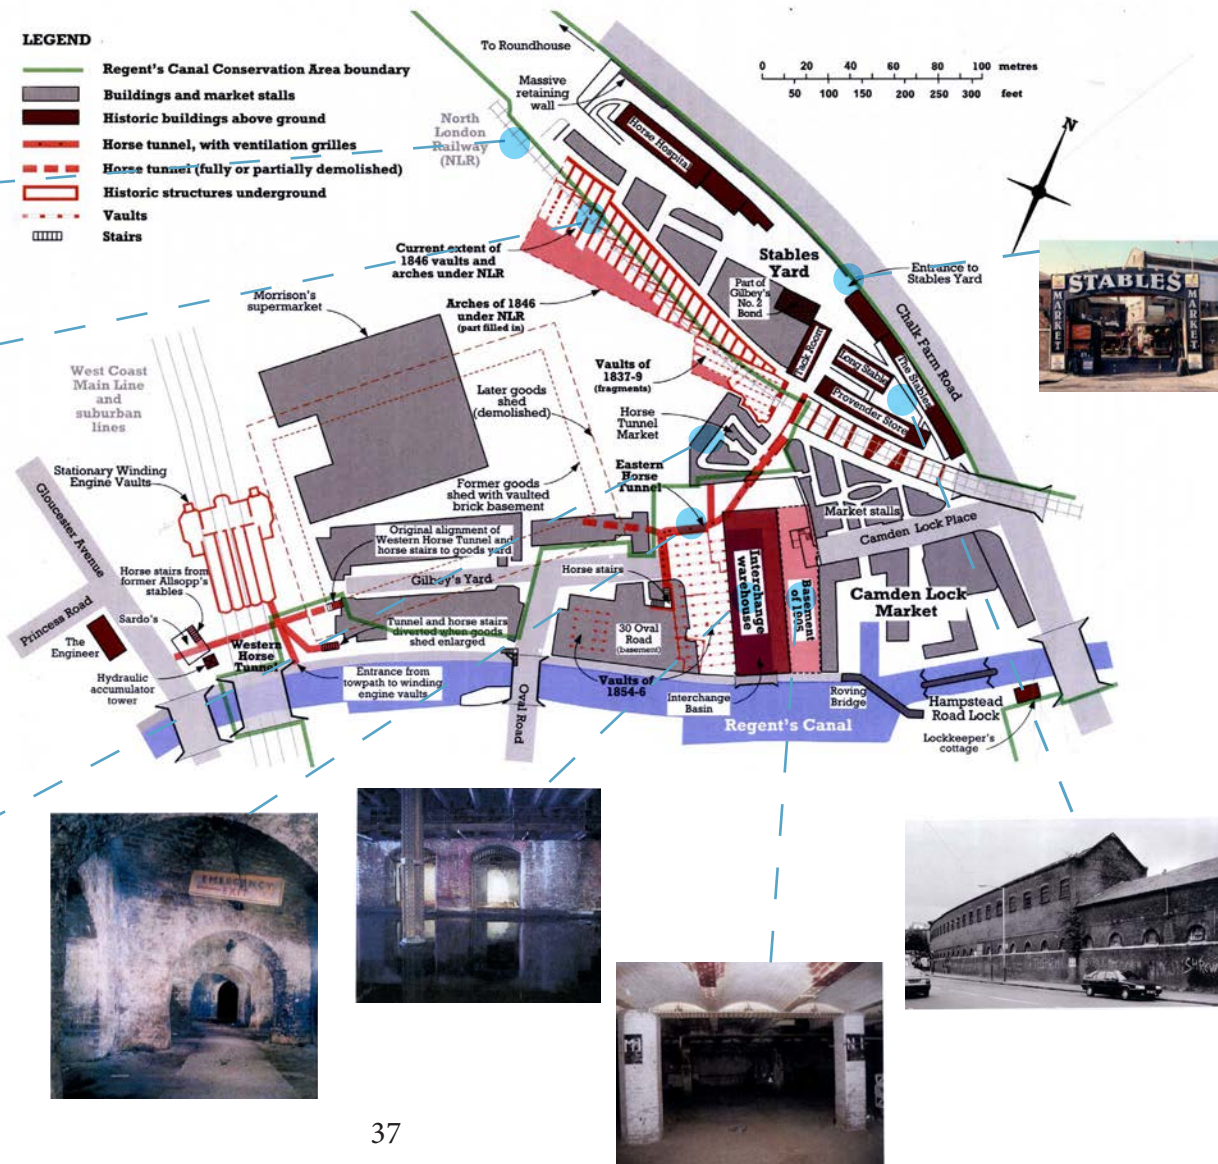 LEGEND
Regent's Canal Conservation Area boundary
Buildings and market stalls
Historic buildings above ground
Horse tunnel, with ventilation grilles
Horse tunnel (fully or partially demolished)
Historic structures underground
Vaults
Stairs
To Roundhouse
Massive
retaining
wall
North
London
Railway
(NLR)
0 20 40 60 80 100 metres
50 100 150 200 250 300 feet
N
Horse Hospital
Current extent of
1846 vaults and
arches under NLR
Stables
Yard
Entrance to
Stables Yard
STABLES
MARKET
MARKET
Morrison's
supermarket
Arches of 1846
under NLR
(part filled in)
Part of
Gilbey's
No. 2
Bond
Chalk Farm Road
Tack Room
Long Stable
The Stables
Provender Store
West Coast
Main Line
and
suburban
lines
Vaults of
1837-9
(fragments)
Later goods
shed
(demolished)
Horse
Tunnel
Market
Eastern
Horse
Tunnel
Stationary Winding
Engine Vaults
Former goods
shed with vaulted
brick basement
Gloucester Avenue
Original alignment of
Western Horse Tunnel and
horse stairs to goods yard
Market stalls
Camden Lock Place
Horse stairs from
former Allsopp's
stables
Gilbey's Yard
Horse stairs
Interchange
warehouse
Basement
of 1905
Camden Lock
Market
Princess Road
Sardo's
The
Engineer
Western
Horse
Tunnel
Tunnel and horse stairs
diverted when goods
shed enlarged
30 Oval
Road
(basement)
Hydraulic
accumulator
tower
Entrance from
towpath to winding
engine vaults
Vaults of
1854-6
Oval Road
Interchange
Basin
Roving
Bridge
Hampstead
Road Lock
Regent's Canal
Lockkeeper's
cottage
EMERGENCY
EXIT
37